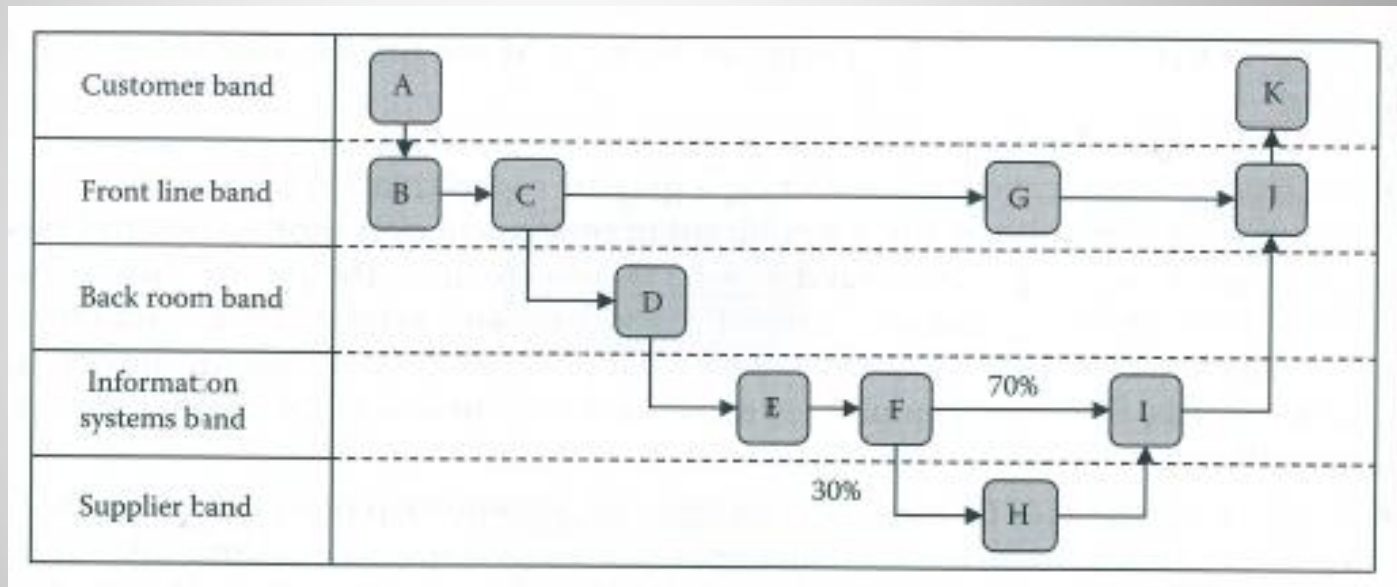 Customer band
A
K
Front line band
B
C
G
J
Back room band
D
Information
systems band
E
F
70%
I
Supplier band
30%
H